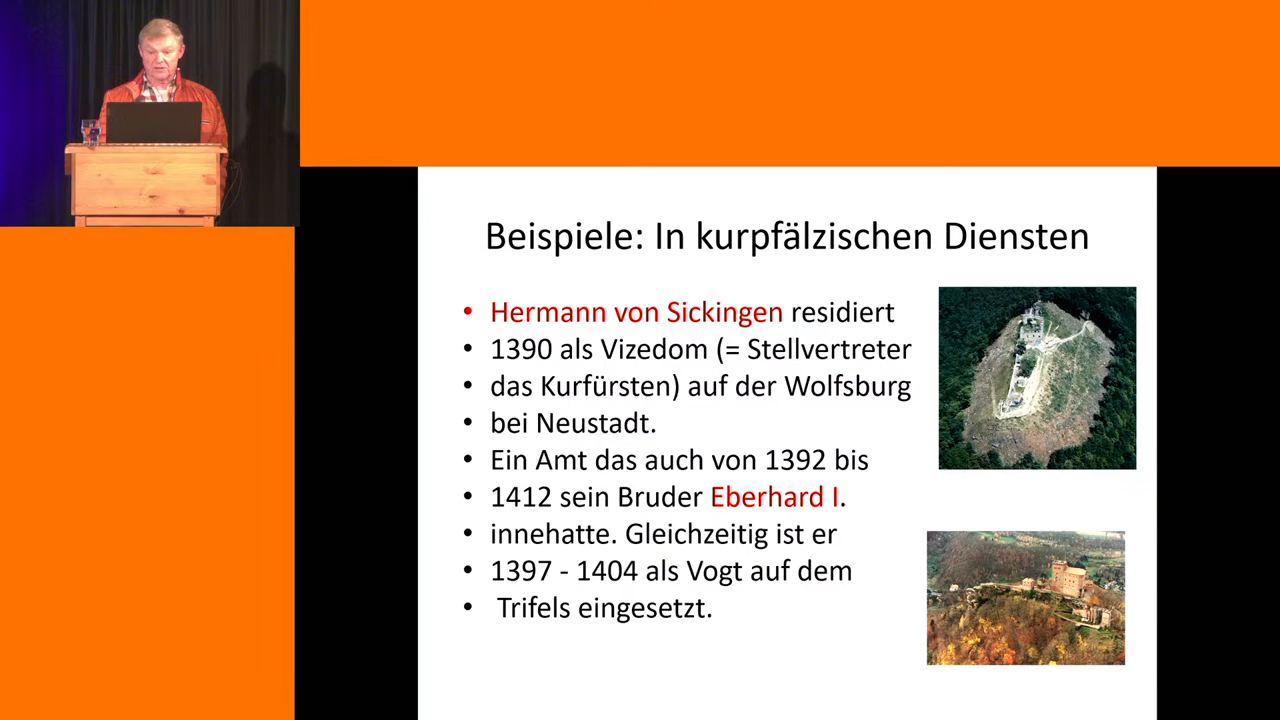 Beispiele: In kurpfälzischen Diensten
• Hermann von Sickingen residiert
• 1390 als Vizedom (= Stellvertreter
• das Kurfürsten) auf der Wolfsburg
• bei Neustadt.
• Ein Amt das auch von 1392 bis
• 1412 sein Bruder Eberhard I.
• innehatte. Gleichzeitig ist er
• 1397 - 1404 als Vogt auf dem
• Trifels eingesetzt.